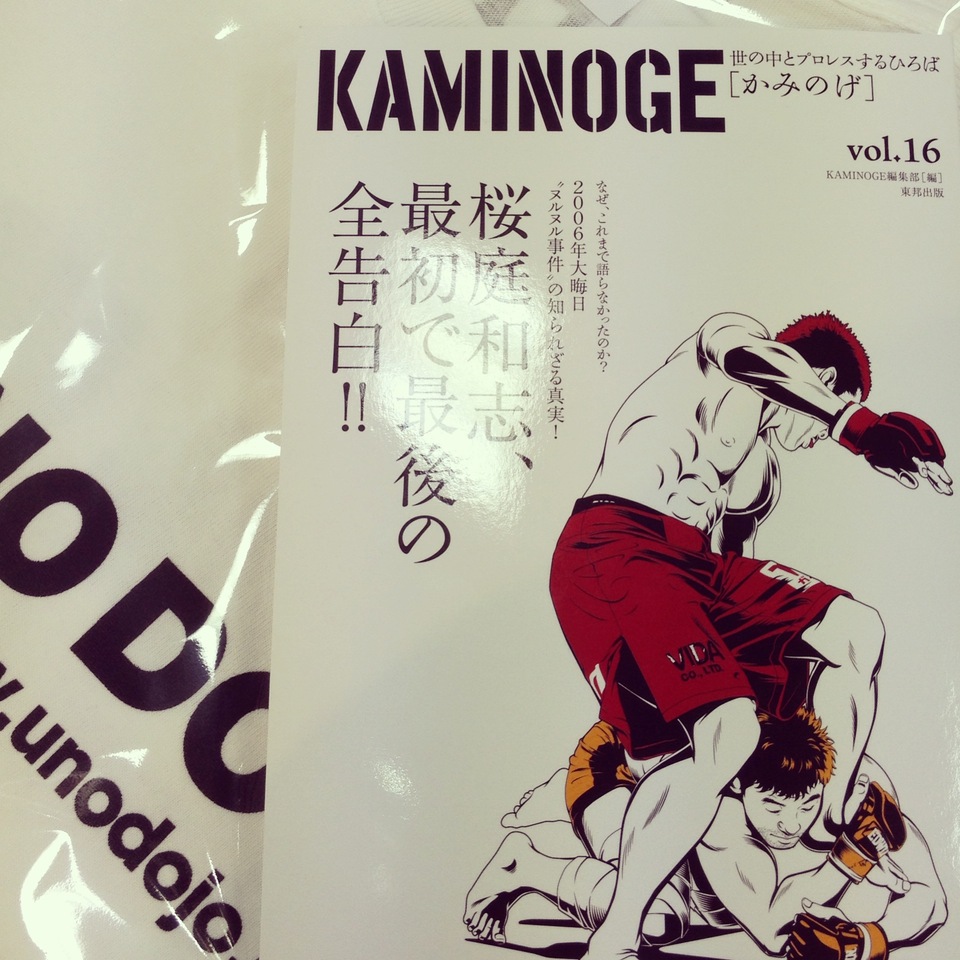 KAMINOGE
世の中とプロレスするひろば
[かみのげ]
vol.16
KAMINOGE編集部[編]
東邦出版
なぜ、これまで語らなかったのか?
2006年大晦日
“ヌルヌル事件”の知られざる真実!
桜庭和志、
最初で最後の
全告白!!
VIDA
CO., LTD.
NO DO
.unodojo.